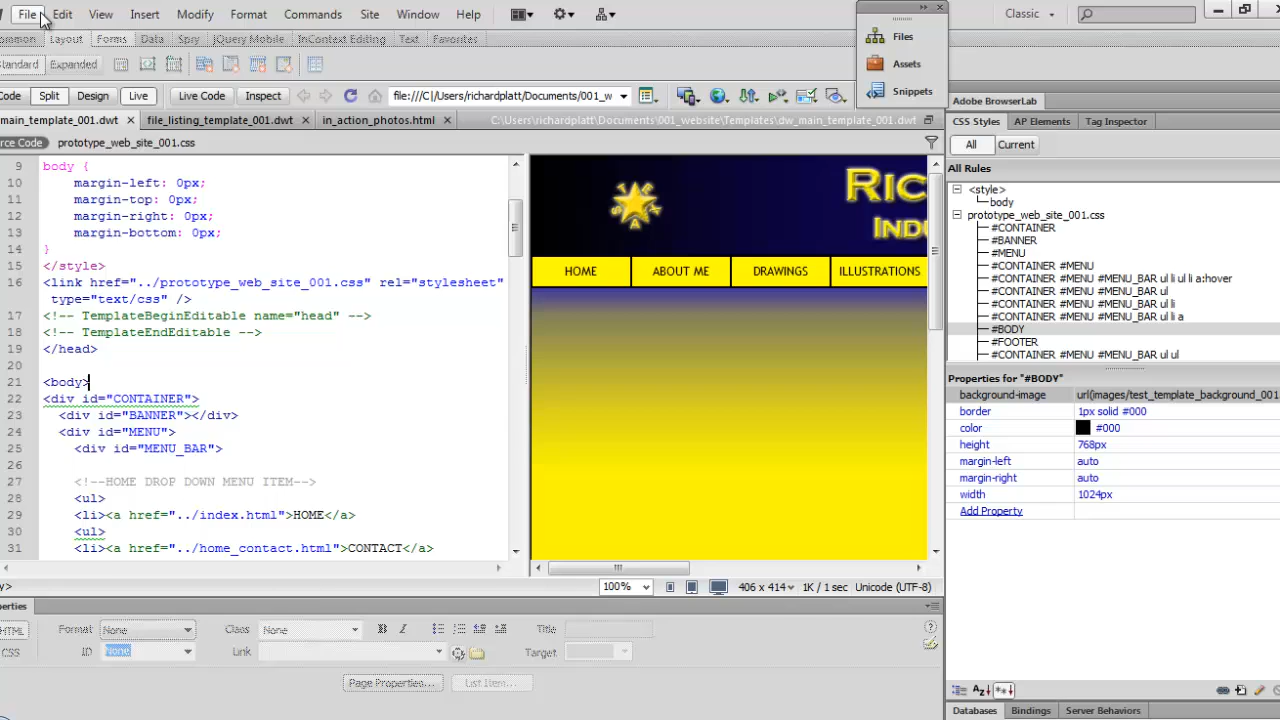 File Edit View Insert Modify Format Commands Site Window Help Classic
Layout Forms Data Spry jQuery Mobile InContext Editing Text Favorites
Standard Expanded
Split Design Live Live Code Inspect file:///C|/Users/richardplatt/Documents/001_w
main_template_001.dwt file_listing_template_001.dwt in_action_photos.html C:\Users\richardplatt\Documents\001_website\Templates\dw_main_template_001.dwt
prototype_web_site_001.css
Files
Assets
Snippets
9 body {
10 margin-left: 0px;
11 margin-top: 0px;
12 margin-right: 0px;
13 margin-bottom: 0px;
14 }
15 </style>
16 <link href="../prototype_web_site_001.css" rel="stylesheet"
type="text/css" />
17 <!-- TemplateBeginEditable name="head" -->
18 <!-- TemplateEndEditable -->
19 </head>
20
21 <body>
22 <div id="CONTAINER">
23 <div id="BANNER"></div>
24 <div id="MENU">
25 <div id="MENU_BAR">
26
27 <!--HOME DROP DOWN MENU ITEM-->
28 <ul>
29 <li><a href="../index.html">HOME</a>
30 <ul>
31 <li><a href="../home_contact.html">CONTACT</a>
HOME ABOUT ME DRAWINGS ILLUSTRATIONS
100% 406 x 414 1K / 1 sec Unicode (UTF-8)
Adobe BrowserLab
CSS Styles AP Elements Tag Inspector
All Current
All Rules
<style>
body
prototype_web_site_001.css
#CONTAINER
#BANNER
#MENU
#CONTAINER #MENU
#CONTAINER #MENU #MENU_BAR ul li ul li a:hover
#CONTAINER #MENU #MENU_BAR ul
#CONTAINER #MENU #MENU_BAR ul li
#CONTAINER #MENU #MENU_BAR ul li a
#BODY
#FOOTER
#CONTAINER #MENU #MENU_BAR ul ul
Properties for "#BODY"
background-image url(images/test_template_background_001
border 1px solid #000
color #000
height 768px
margin-left auto
margin-right auto
width 1024px
Add Property
Databases Bindings Server Behaviors
HTML Format None Class None B I Title
CSS ID None Link Target
Page Properties... List Item...